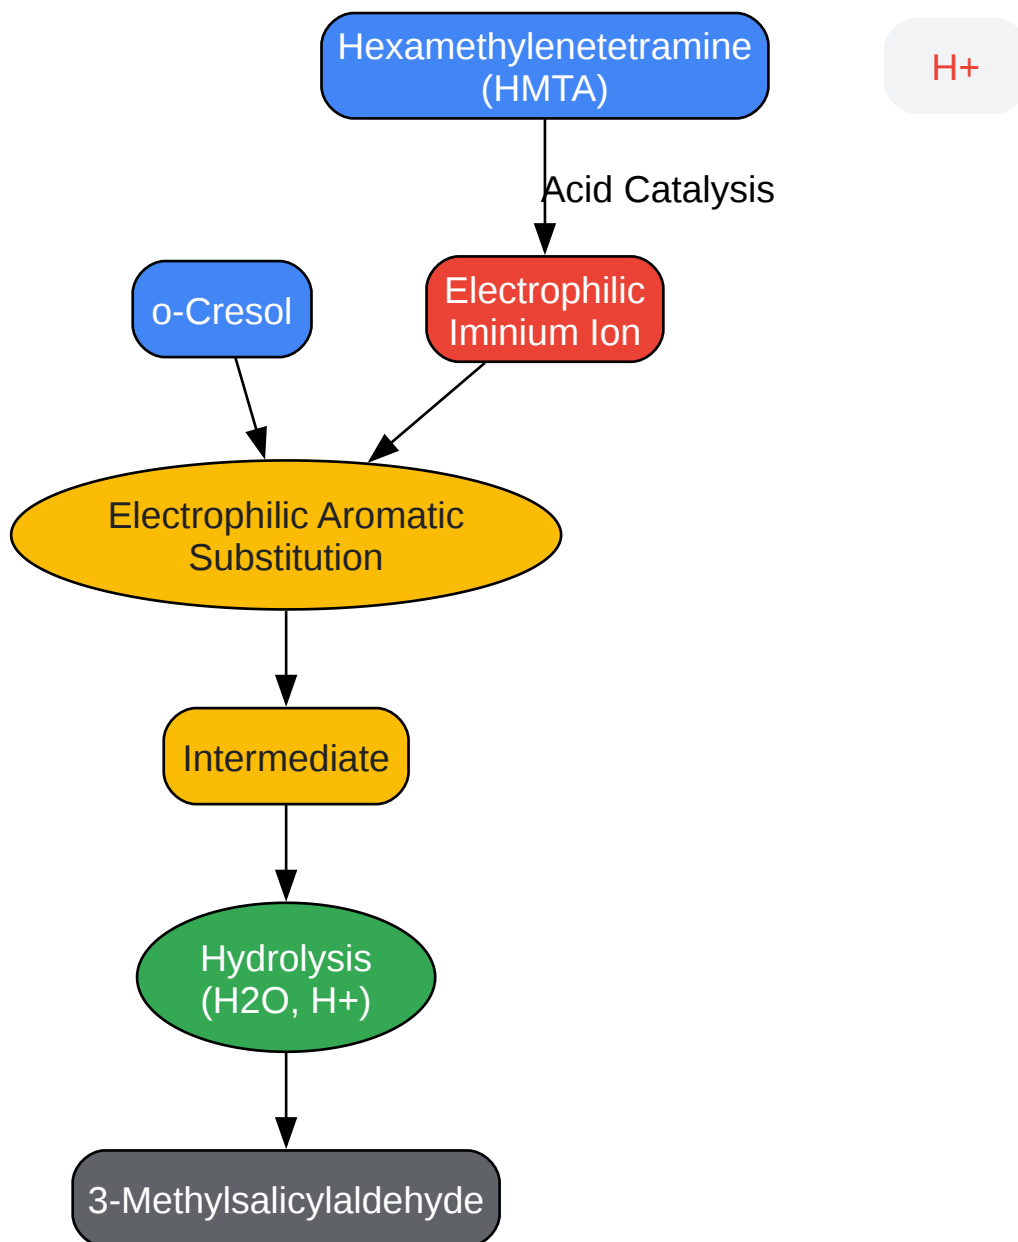 Hexamethylenetetramine
(HMTA)
H+
Acid Catalysis
o-Cresol
Electrophilic
Iminium Ion
Electrophilic Aromatic
Substitution
Intermediate
Hydrolysis
(H2O, H+)
3-Methylsalicylaldehyde